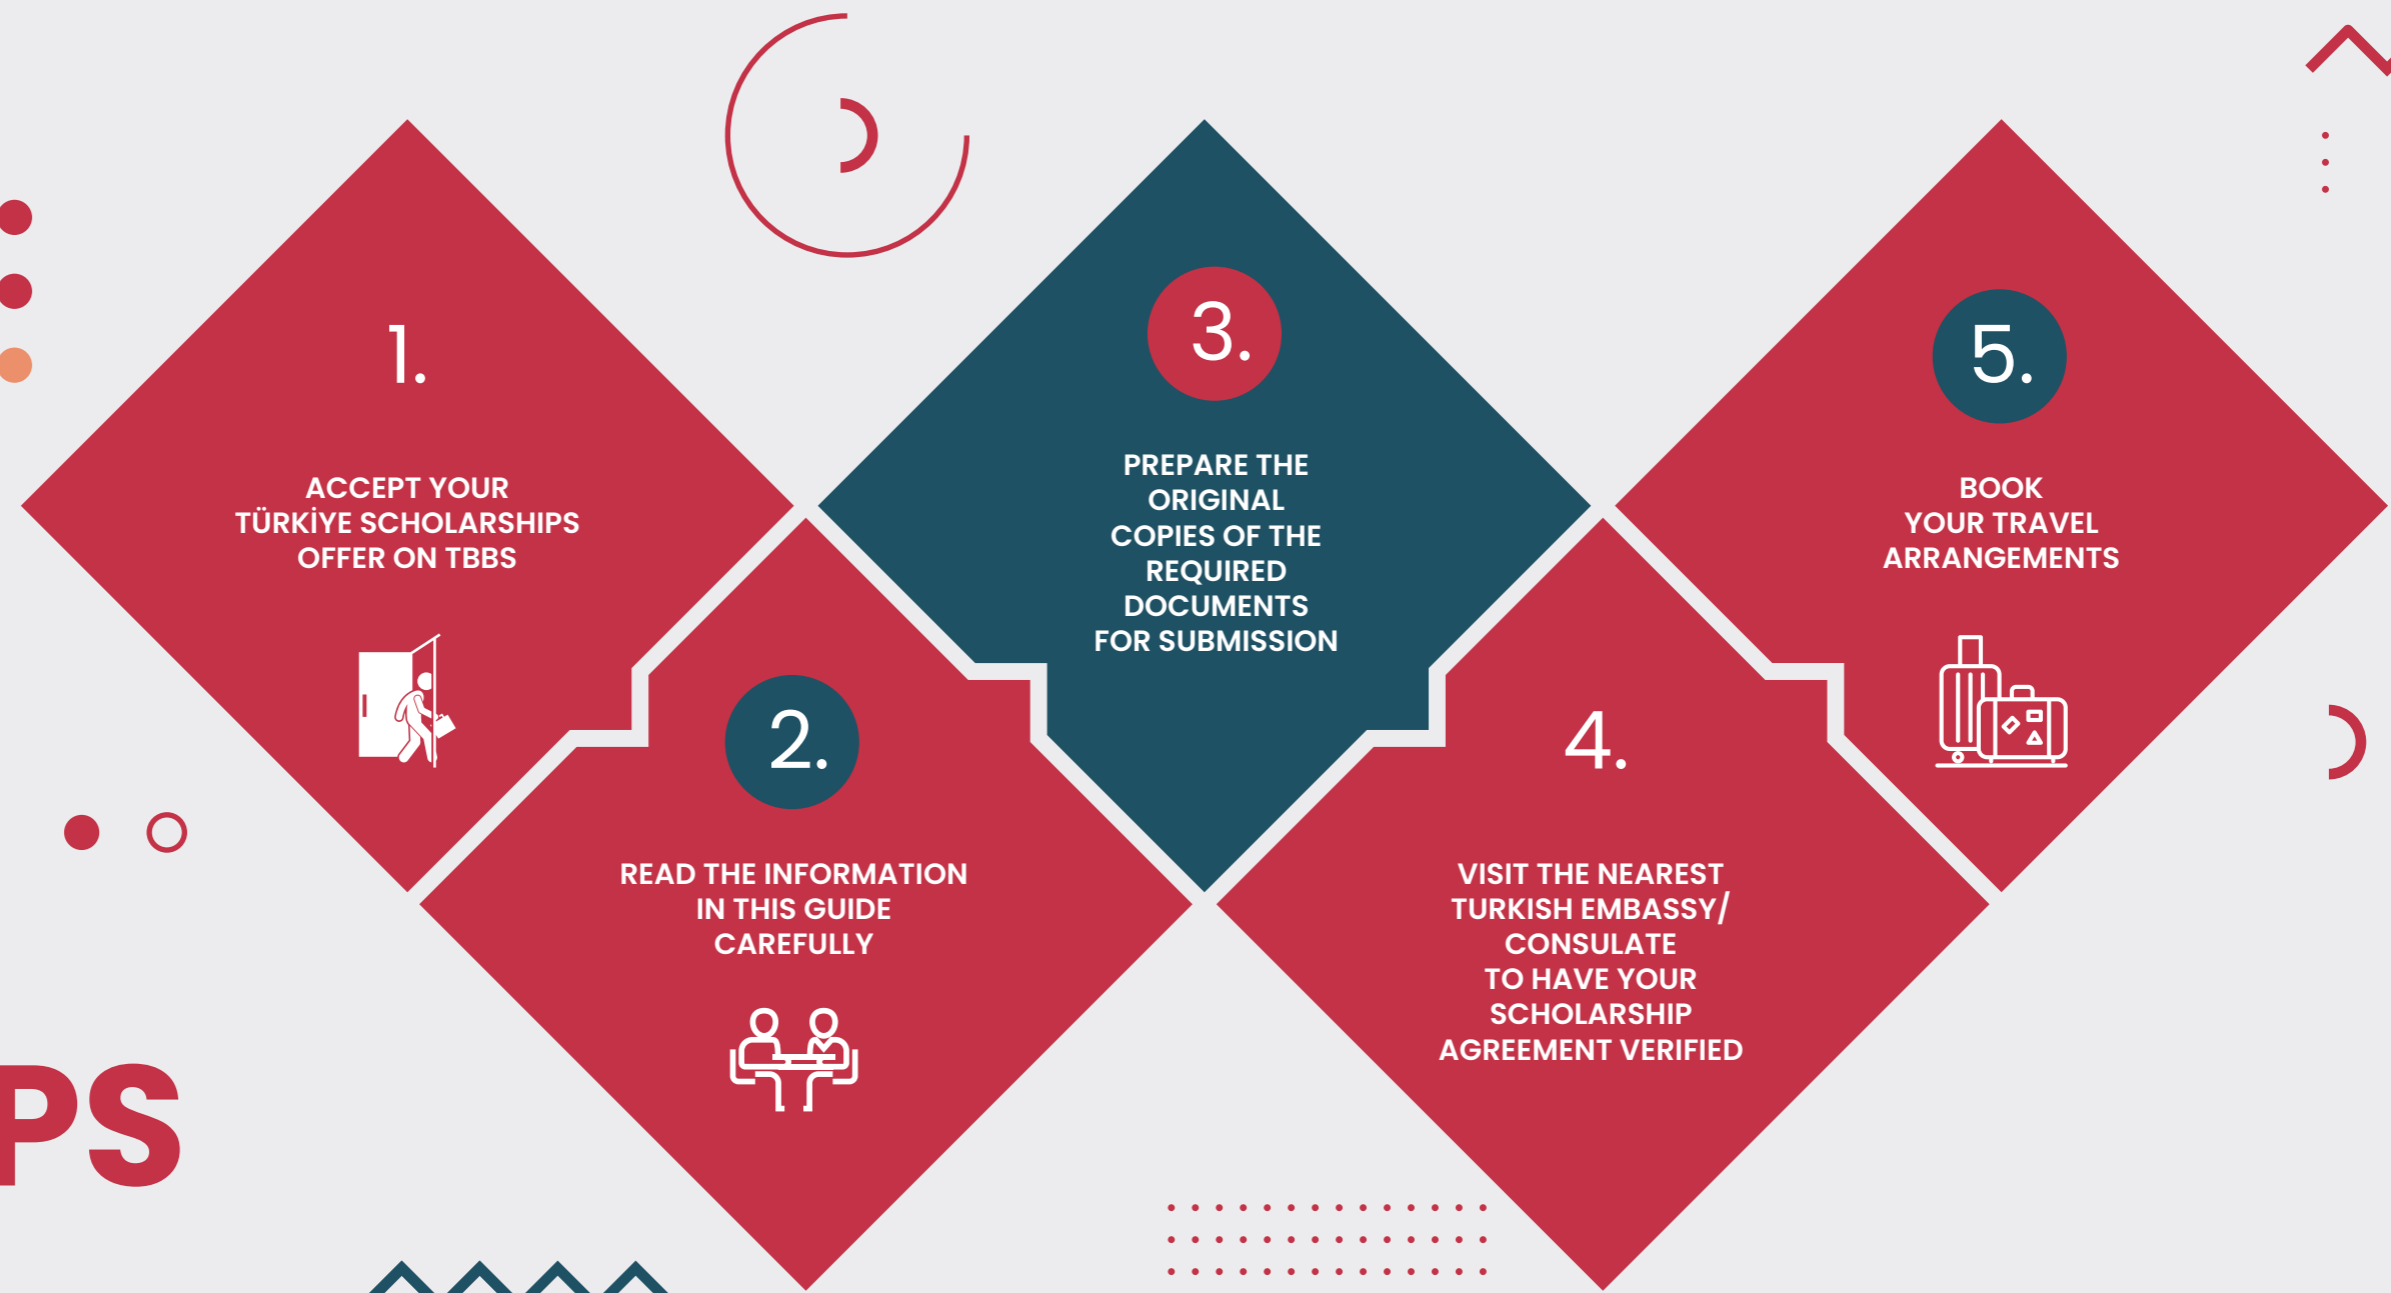 1.
ACCEPT YOUR
TÜRKİYE SCHOLARSHIPS
OFFER ON TBBS
2.
READ THE INFORMATION
IN THIS GUIDE
CAREFULLY
3.
PREPARE THE
ORIGINAL
COPIES OF THE
REQUIRED
DOCUMENTS
FOR SUBMISSION
4.
VISIT THE NEAREST
TURKISH EMBASSY/
CONSULATE
TO HAVE YOUR
SCHOLARSHIP
AGREEMENT VERIFIED
5.
BOOK
YOUR TRAVEL
ARRANGEMENTS
PS